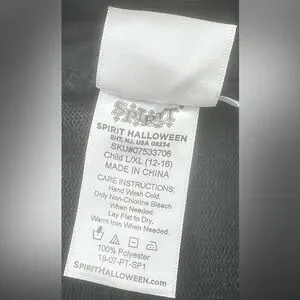 SPIRIT
SPIRIT HALLOWEEN
EHT, NJ, USA 08234
SKU#07533706
Child L/XL (12-16)
MADE IN CHINA
CARE INSTRUCTIONS:
Hand Wash Cold.
Only Non-Chlorine Bleach
When Needed.
Lay Flat to Dry.
Warm Iron When Needed.
100% Polyester
18-07-PT-SP1
SPIRITHALLOWEEN.com